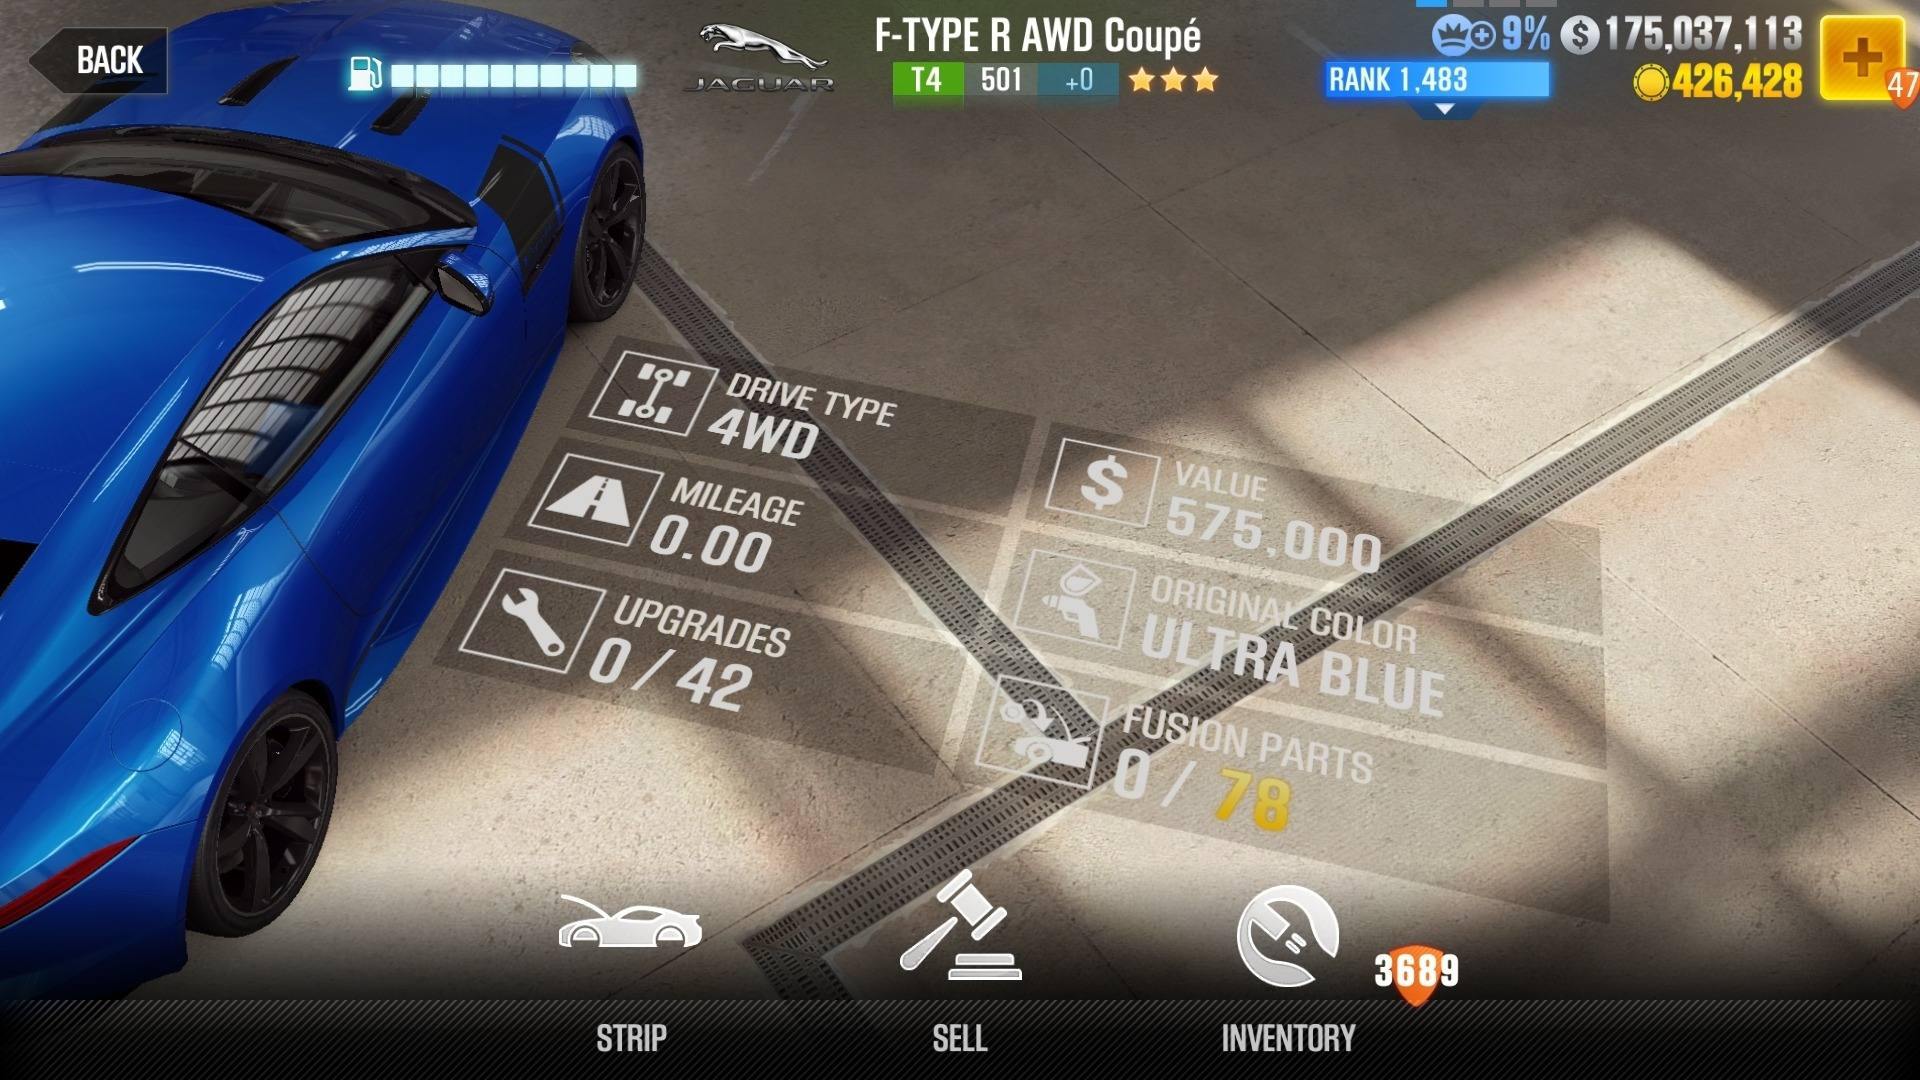 BACK
JAGUAR
F-TYPE R AWD Coupé
T4 501 +0
9%
$ 175,037,113
RANK 1,483
426,428
47
DRIVE TYPE
4WD
MILEAGE
0.00
UPGRADES
0/42
$ VALUE
575,000
ORIGINAL COLOR
ULTRA BLUE
FUSION PARTS
0/78
3689
STRIP
SELL
INVENTORY